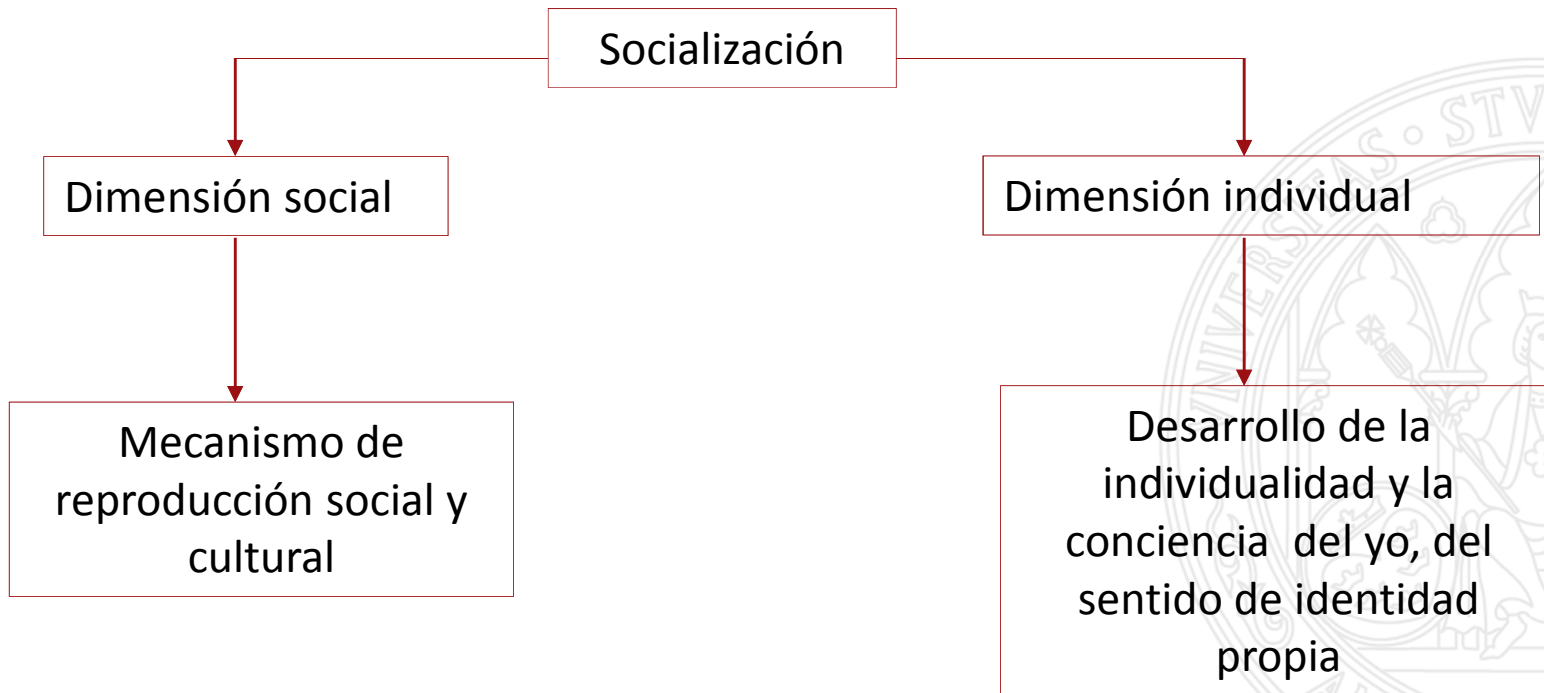 Socialización
Dimensión social
Dimensión individual
Mecanismo de
reproducción social y
cultural
Desarrollo de la
individualidad y la
conciencia del yo, del
sentido de identidad
propia